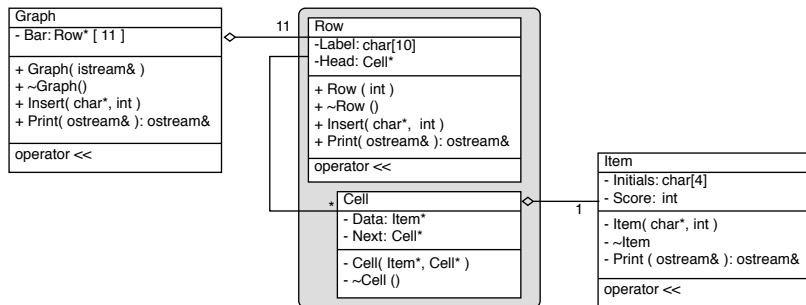 Graph
- Bar: Row* [ 11 ]
+ Graph( istream& )
+ ~Graph()
+ Insert( char*, int )
+ Print( ostream& ): ostream&
operator <<
11
Row
-Label: char[10]
-Head: Cell*
+ Row ( int )
+ ~Row ()
+ Insert( char*, int )
+ Print( ostream& ): ostream&
operator <<
*
Cell
- Data: Item*
- Next: Cell*
- Cell( Item*, Cell* )
- ~Cell ()
1
Item
- Initials: char[4]
- Score: int
- Item( char*, int )
- ~Item
- Print ( ostream& ): ostream&
operator <<